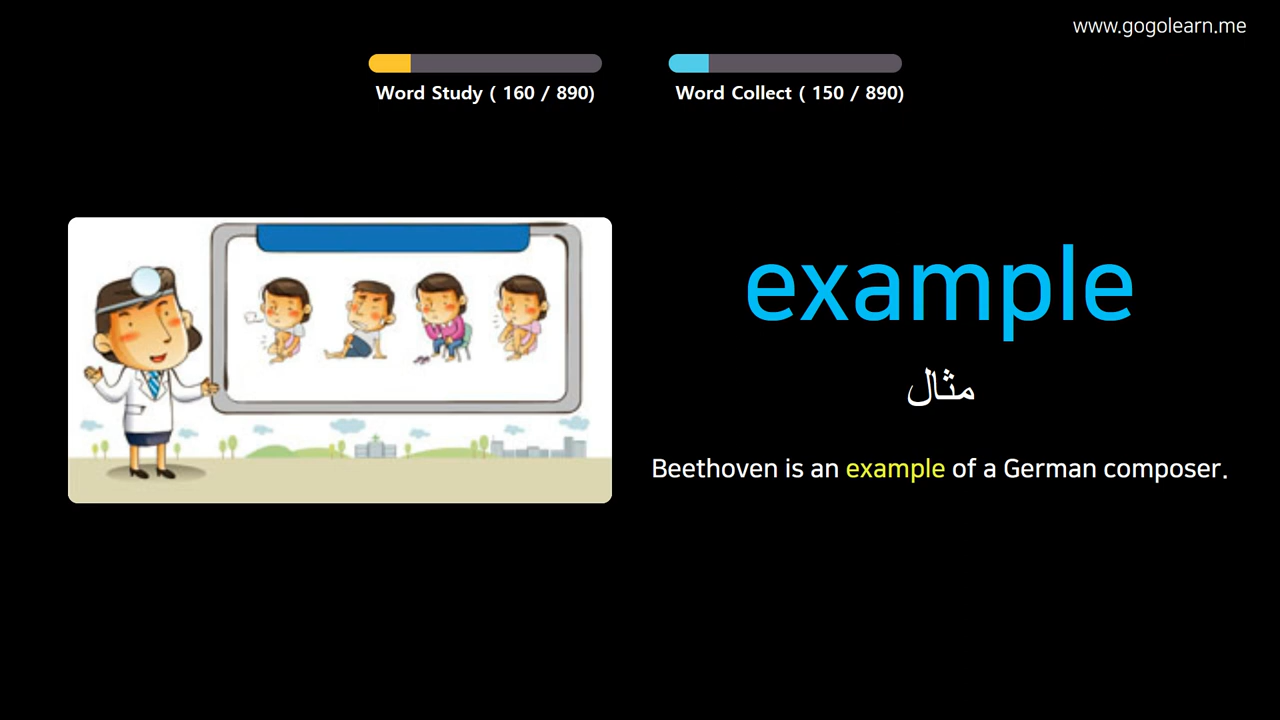 www.gogolearn.me
Word Study ( 160 / 890)
Word Collect ( 150 / 890)
example
مثال
Beethoven is an example of a German composer.